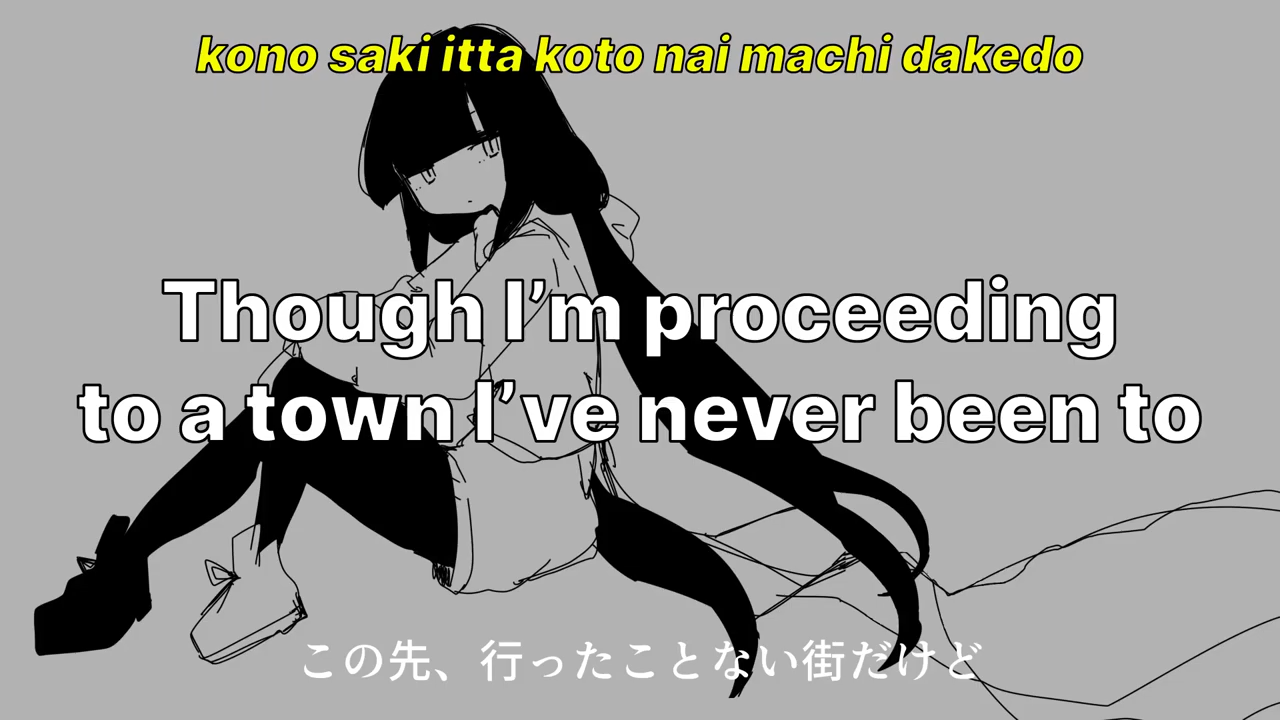 kono saki itta koto nai machi dakedo
Though I’m proceeding
to a town I’ve never been to
この先、行ったことない街だけど